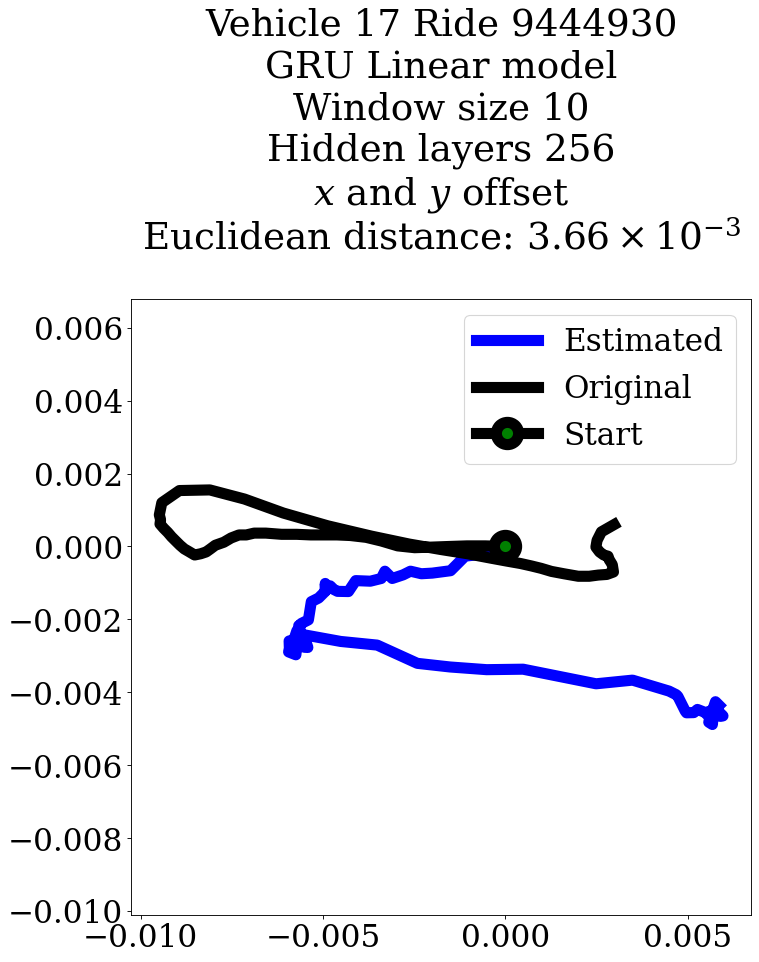 Vehicle 17 Ride 9444930
GRU Linear model
Window size 10
Hidden layers 256
x and y offset
Euclidean distance: 3.66 × 10⁻³
Estimated
Original
Start
0.006
0.004
0.002
0.000
−0.002
−0.004
−0.006
−0.008
−0.010
−0.010 −0.005 0.000 0.005